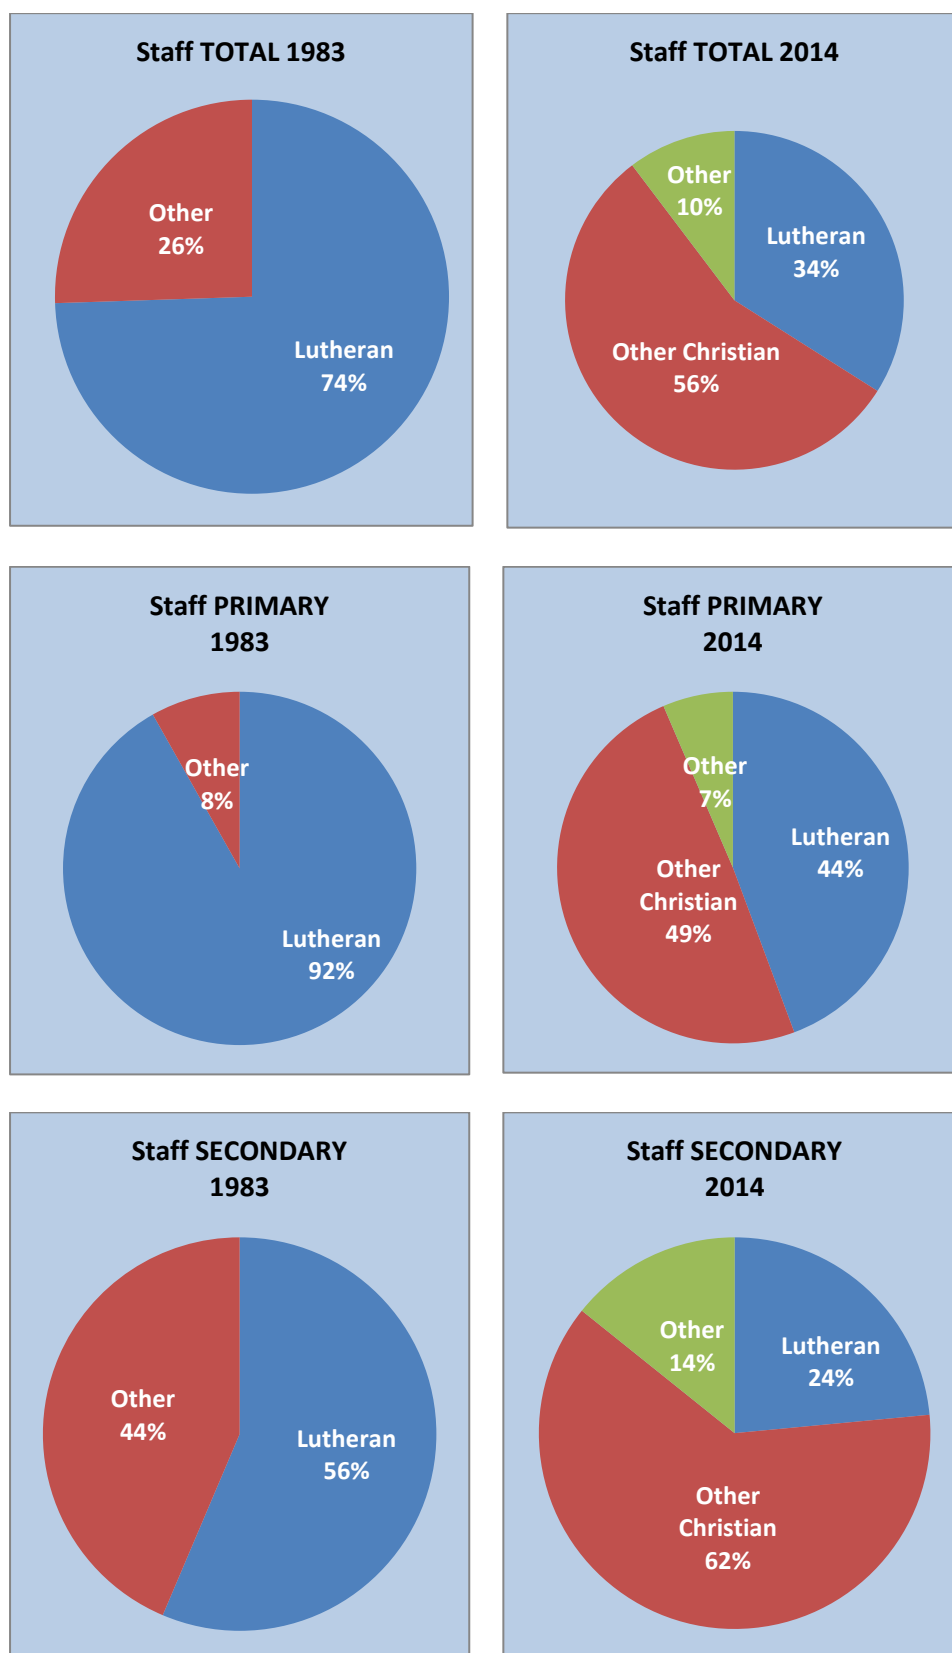 Staff TOTAL 1983
Other
26%
Lutheran
74%
Staff TOTAL 2014
Other
10%
Lutheran
34%
Other Christian
56%
Staff PRIMARY
1983
Other
8%
Lutheran
92%
Staff PRIMARY
2014
Other
7%
Lutheran
44%
Other
Christian
49%
Staff SECONDARY
1983
Other
44%
Lutheran
56%
Staff SECONDARY
2014
Other
14%
Lutheran
24%
Other
Christian
62%